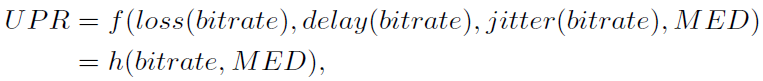 UPR = f(loss(bitrate), delay(bitrate), jitter(bitrate), MED)
= h(bitrate, MED),